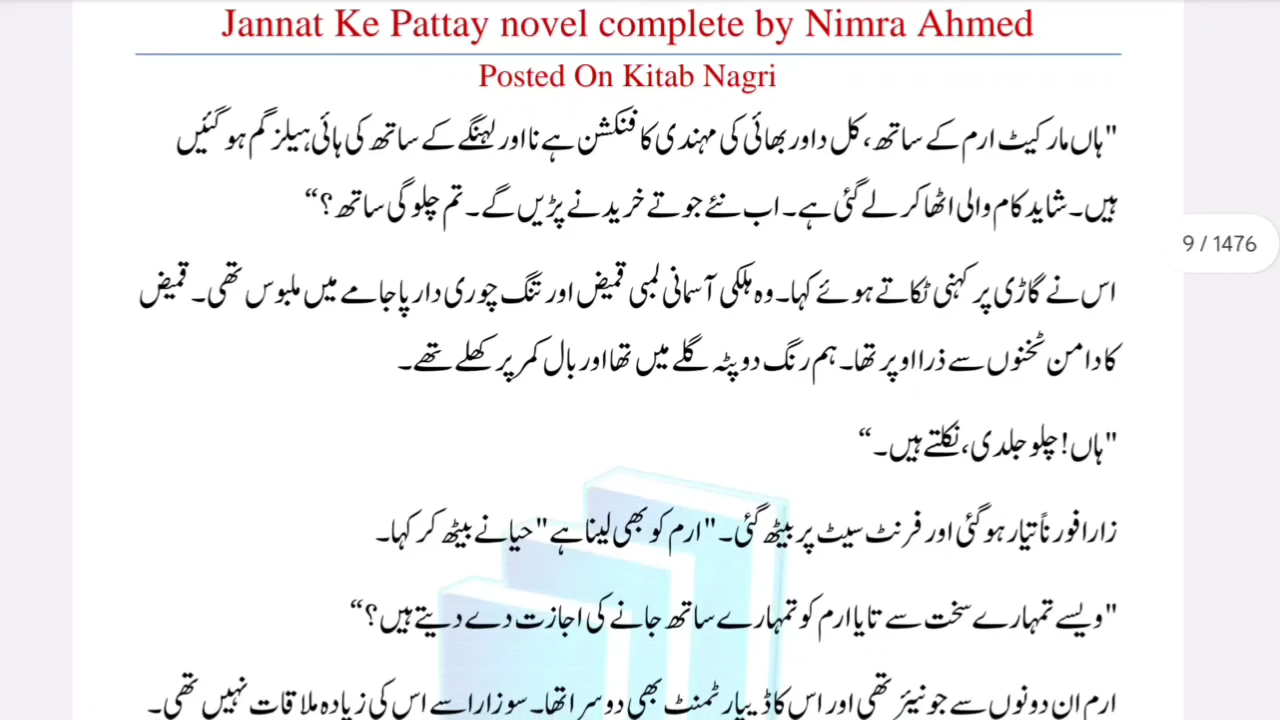 Jannat Ke Pattay novel complete by Nimra Ahmed
Posted On Kitab Nagri
"ہاں مارکیٹ ارم کے ساتھ، کل داور بھائی کی مہندی کا فنکشن ہے نا اور لہنگے کے ساتھ کی ہائی ہیلز گم ہو گئیں
ہیں۔ شاید کام والی اٹھا کر لے گئی ہے۔ اب نئے جوتے خریدنے پڑیں گے۔ تم چلو گی ساتھ؟“
9 / 1476
اس نے گاڑی پر کہنی ٹکاتے ہوئے کہا۔ وہ ہلکی آسمانی لمبی قمیض اور تنگ چوری دار پاجامے میں ملبوس تھی۔ قمیض
کا دامن ٹخنوں سے ذرا اوپر تھا۔ ہم رنگ دوپٹہ گلے میں تھا اور بال کمر پر کھلے تھے۔
"ہاں! چلو جلدی، نکلتے ہیں۔“
زارا فوراً تیار ہو گئی اور فرنٹ سیٹ پر بیٹھ گئی۔ "ارم کو بھی لینا ہے" حیا نے بیٹھ کر کہا۔
"ویسے تمہارے سخت سے تایا ارم کو تمہارے ساتھ جانے کی اجازت دے دیتے ہیں؟“
ارم ان دونوں سے جونیئر تھی اور اس کا ڈیپارٹمنٹ بھی دوسرا تھا۔ سو زارا سے اس کی زیادہ ملاقات نہیں تھی۔